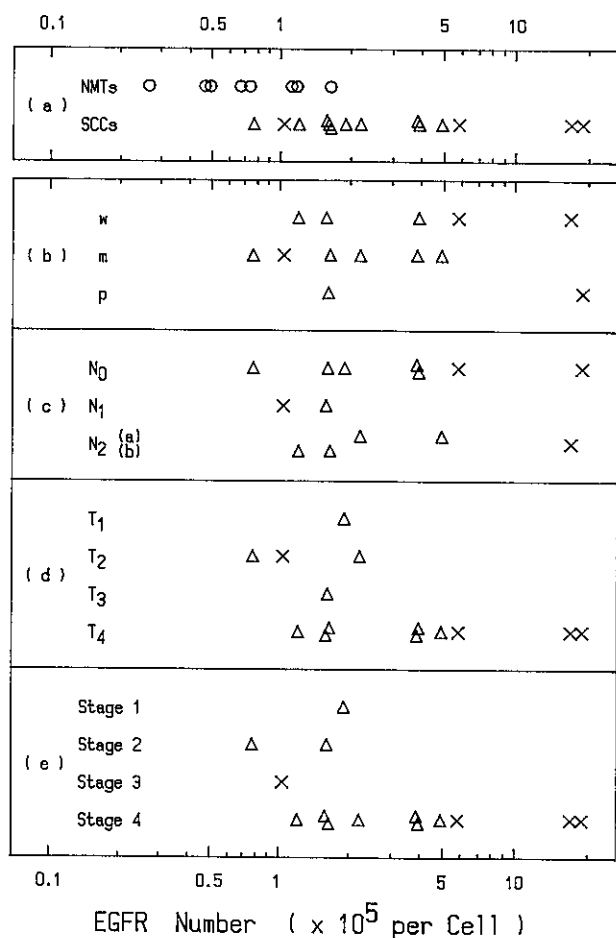 0.1 0.5 1 5 10
NMTs
( a )
SCCs
w
( b ) m
p
N0
( c ) N1
N2 (a)
(b)
T1
( d ) T2
T3
T4
Stage 1
Stage 2
( e )
Stage 3
Stage 4
0.1 0.5 1 5 10
EGFR Number ( × 10^5 per Cell )